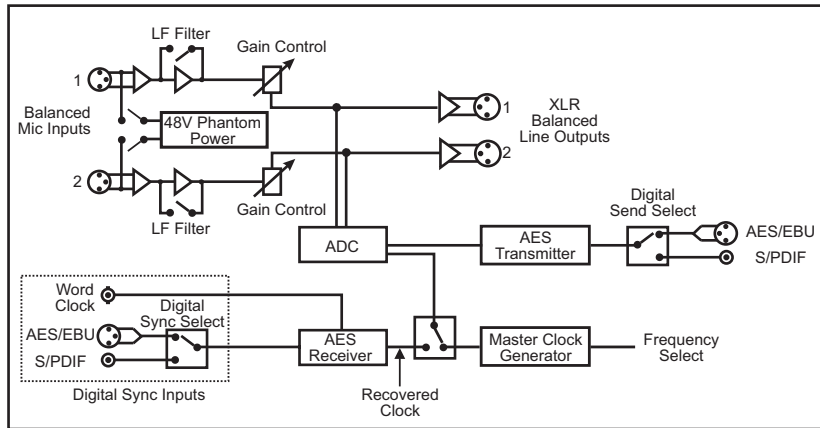 LF Filter
Gain Control
1
Balanced
Mic Inputs
48V Phantom
Power
2
LF Filter
Gain Control
1
XLR
Balanced
Line Outputs
2
ADC
AES
Transmitter
Digital
Send Select
AES/EBU
S/PDIF
Word
Clock
Digital
Sync Select
AES/EBU
S/PDIF
Digital Sync Inputs
AES
Receiver
Recovered
Clock
Master Clock
Generator
Frequency
Select